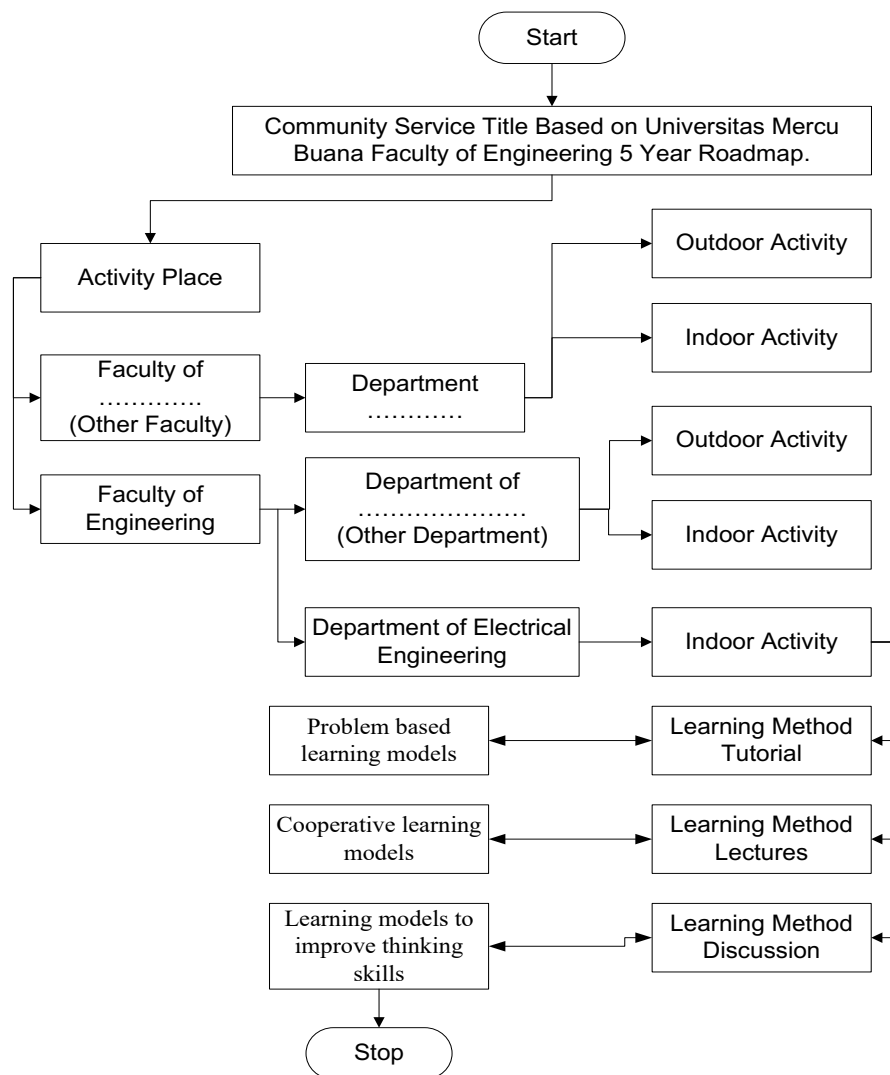 Start
Community Service Title Based on Universitas Mercu
Buana Faculty of Engineering 5 Year Roadmap.
Activity Place
Outdoor Activity
Indoor Activity
Faculty of
.............
(Other Faculty)
Department
............
Outdoor Activity
Faculty of
Engineering
Department of
.....................
(Other Department)
Indoor Activity
Department of Electrical
Engineering
Indoor Activity
Problem based
learning models
Learning Method
Tutorial
Cooperative learning
models
Learning Method
Lectures
Learning models to
improve thinking
skills
Learning Method
Discussion
Stop